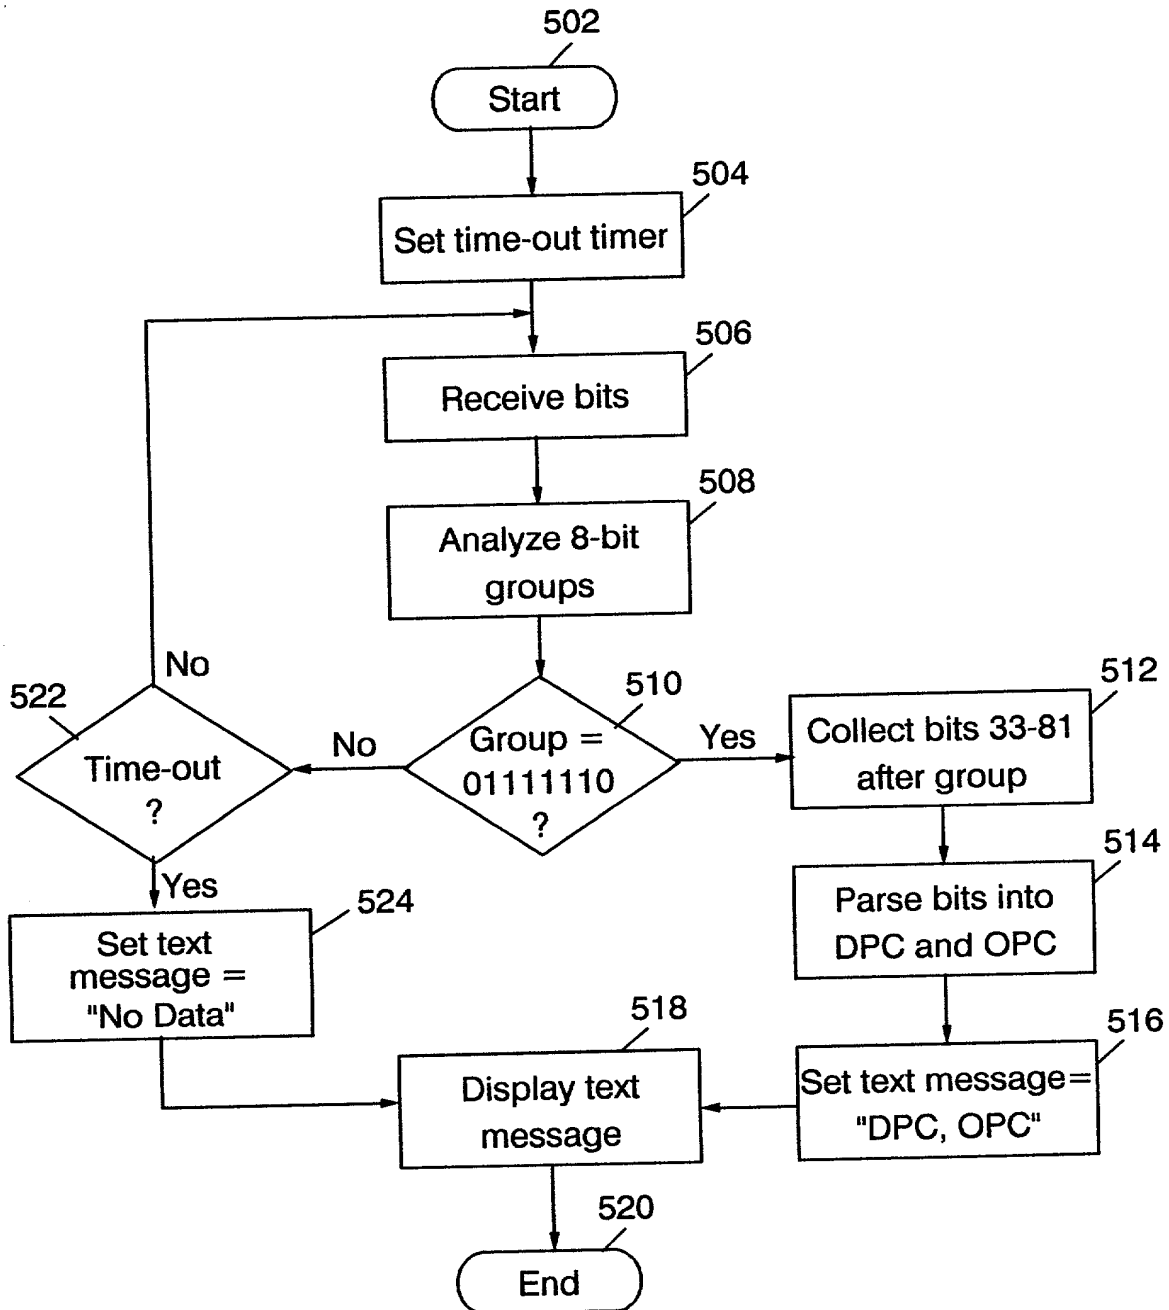 502
Start
504
Set time-out timer
506
Receive bits
508
Analyze 8-bit
groups
510
Group =
01111110
?
No
Yes
522
Time-out
?
No
Yes
512
Collect bits 33-81
after group
514
Parse bits into
DPC and OPC
516
Set text message=
"DPC, OPC"
524
Set text
message =
"No Data"
518
Display text
message
520
End